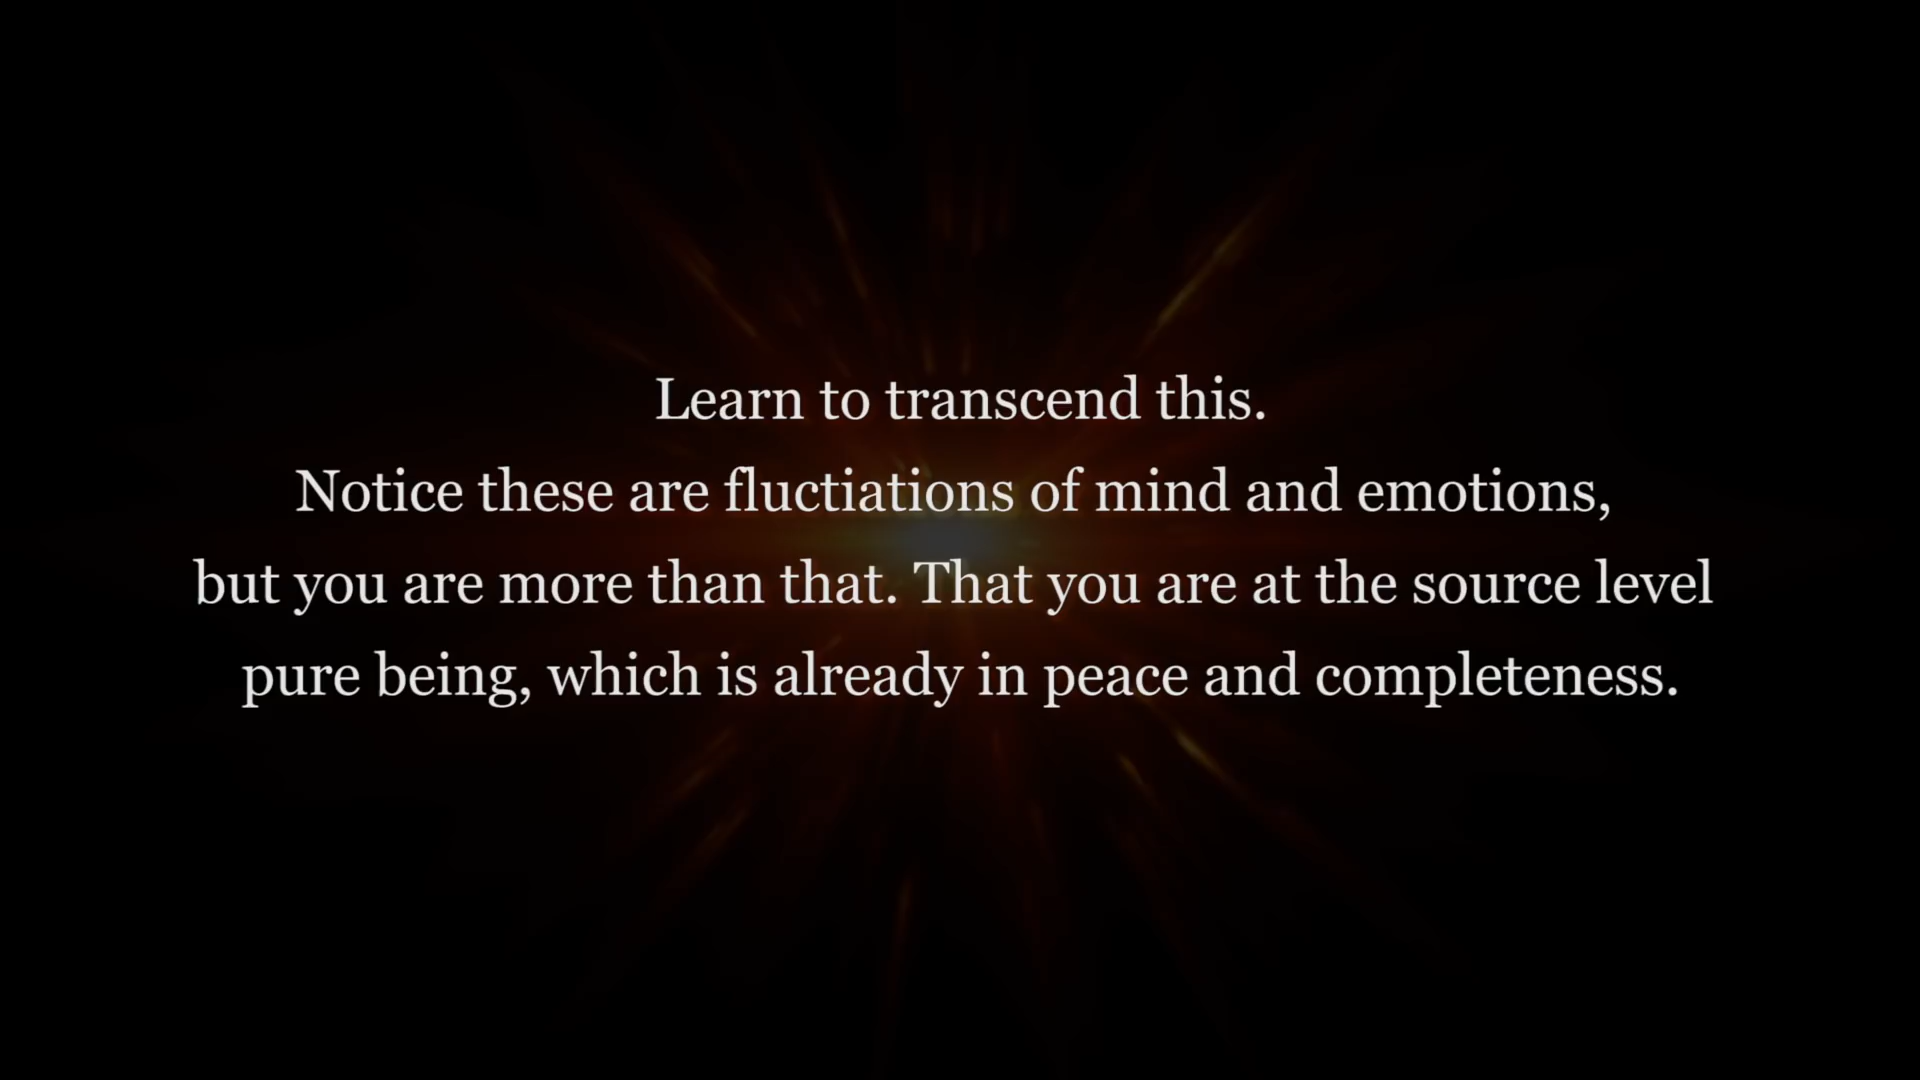 Learn to transcend this.
Notice these are fluctiations of mind and emotions,
but you are more than that. That you are at the source level
pure being, which is already in peace and completeness.